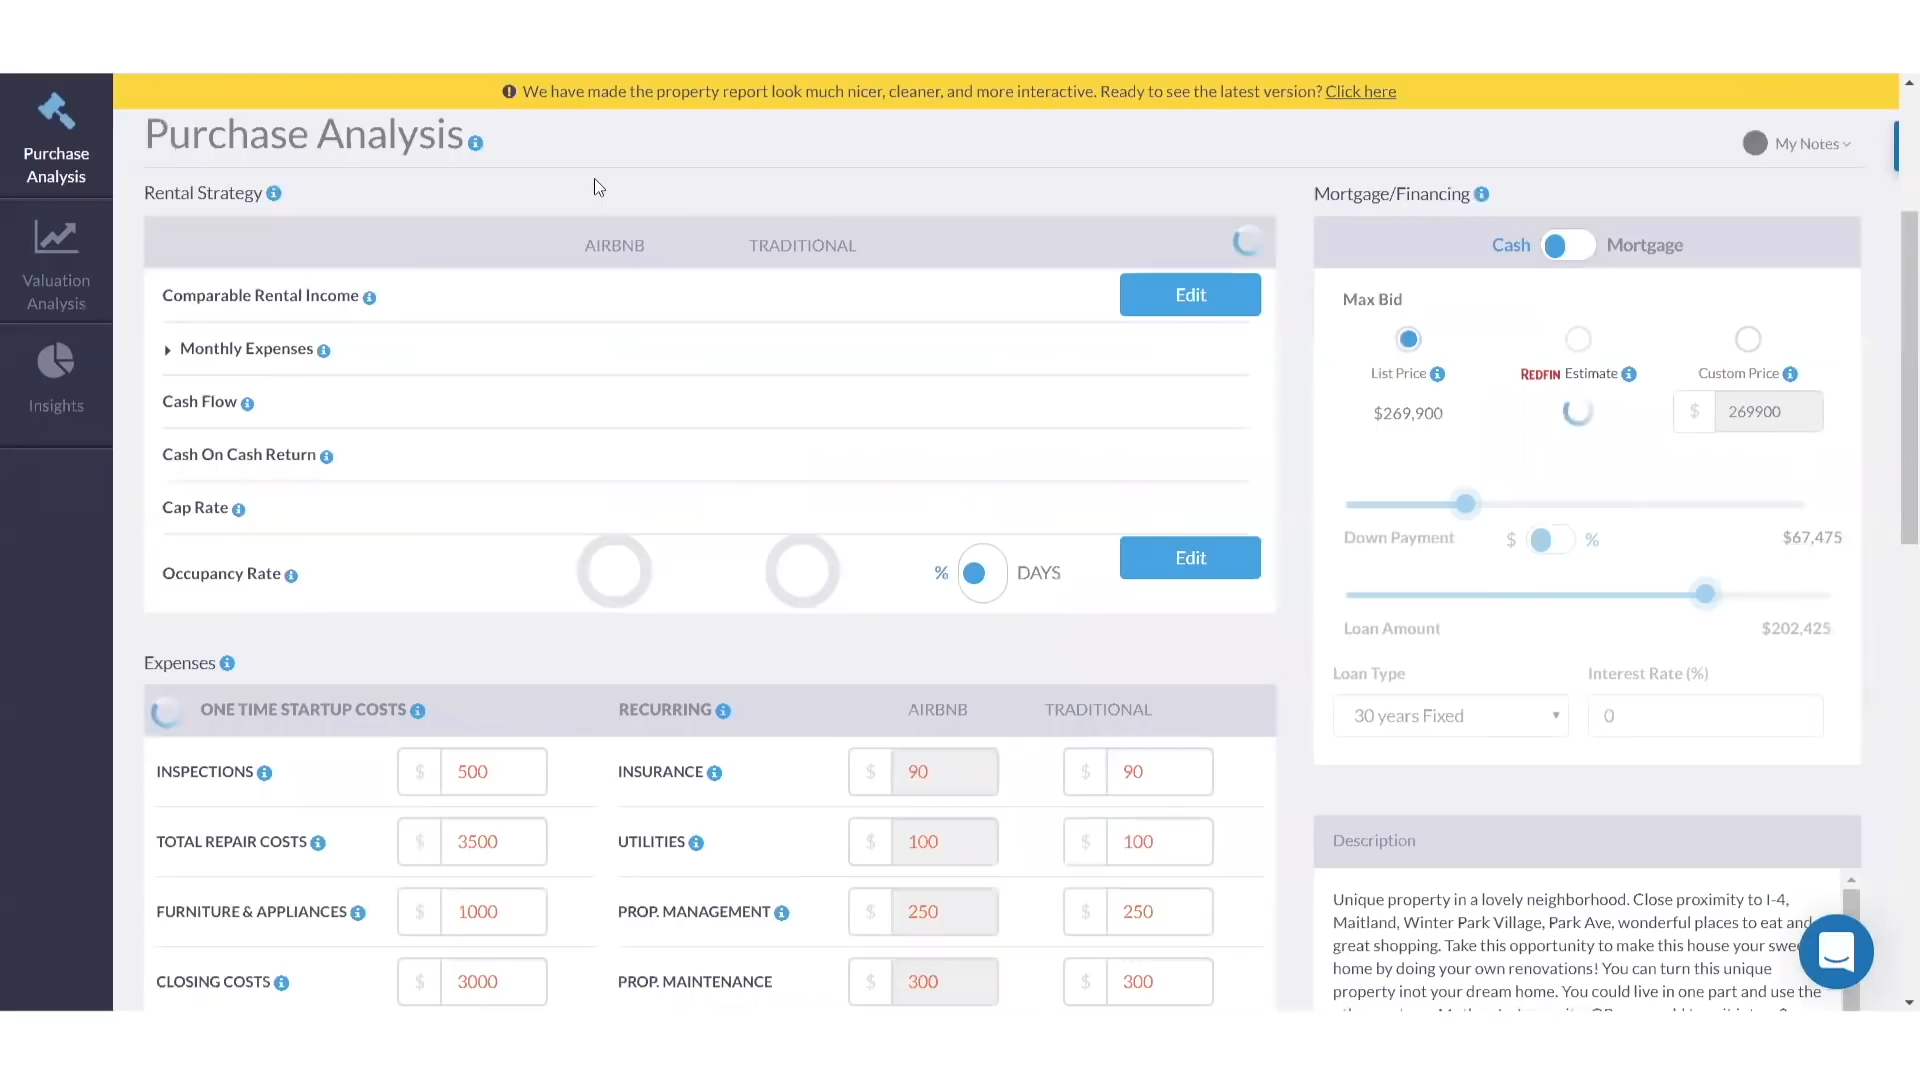 We have made the property report look much nicer, cleaner, and more interactive. Ready to see the latest version? Click here
Purchase
Analysis
Valuation
Analysis
Insights
Purchase Analysis
My Notes
Rental Strategy
AIRBNB TRADITIONAL
Comparable Rental Income Edit
Monthly Expenses
Cash Flow
Cash On Cash Return
Cap Rate
Occupancy Rate % DAYS Edit
Mortgage/Financing
Cash Mortgage
Max Bid
List Price REDFIN Estimate Custom Price
$269,900 $ 269900
Down Payment $ % $67,475
Loan Amount $202,425
Loan Type Interest Rate (%)
30 years Fixed 0
Expenses
ONE TIME STARTUP COSTS RECURRING AIRBNB TRADITIONAL
INSPECTIONS $ 500 INSURANCE $ 90 $ 90
TOTAL REPAIR COSTS $ 3500 UTILITIES $ 100 $ 100
FURNITURE & APPLIANCES $ 1000 PROP. MANAGEMENT $ 250 $ 250
CLOSING COSTS $ 3000 PROP. MAINTENANCE $ 300 $ 300
Description
Unique property in a lovely neighborhood. Close proximity to I-4,
Maitland, Winter Park Village, Park Ave, wonderful places to eat and
great shopping. Take this opportunity to make this house your
home by doing your own renovations! You can turn this unique
property inot your dream home. You could live in one part and use the